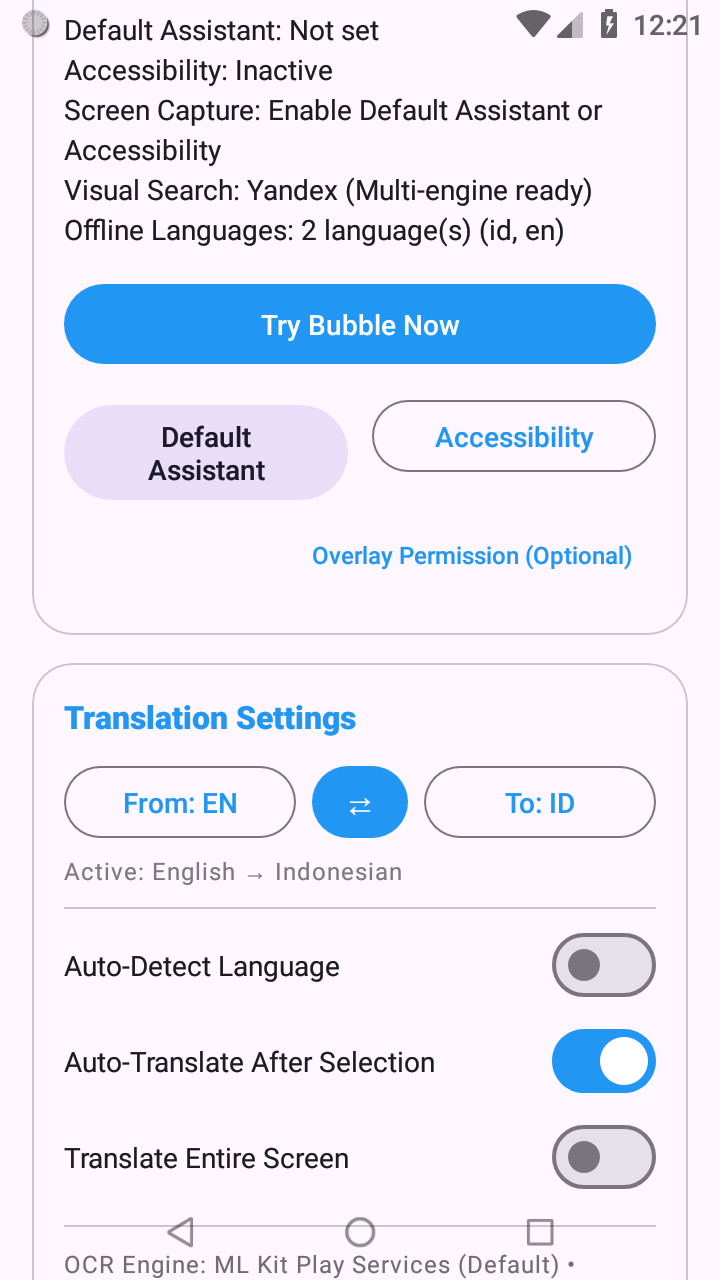 12:21
Default Assistant: Not set
Accessibility: Inactive
Screen Capture: Enable Default Assistant or
Accessibility
Visual Search: Yandex (Multi-engine ready)
Offline Languages: 2 language(s) (id, en)
Try Bubble Now
Default
Assistant
Accessibility
Overlay Permission (Optional)
Translation Settings
From: EN
⇄
To: ID
Active: English → Indonesian
Auto-Detect Language
Auto-Translate After Selection
Translate Entire Screen
OCR Engine: ML Kit Play Services (Default) •